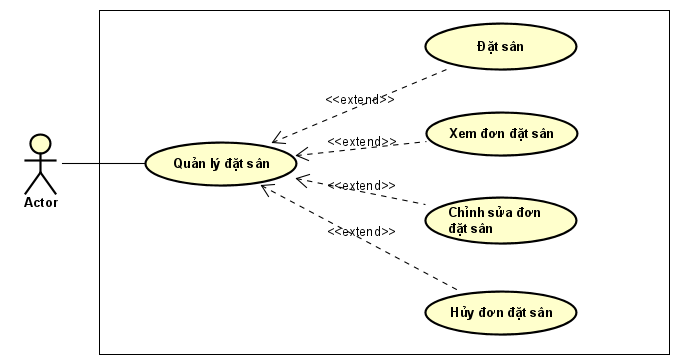 Đặt sân
<<extend>>
Xem đơn đặt sân
<<extend>>
Quản lý đặt sân
<<extend>>
Actor
Chỉnh sửa đơn
đặt sân
<<extend>>
Hủy đơn đặt sân